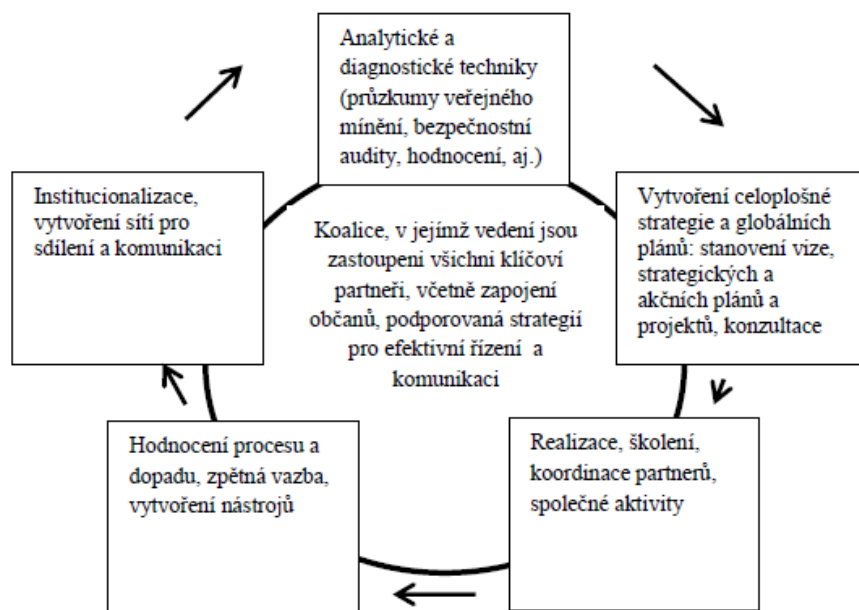 Analytické a
diagnostické techniky
(průzkumy veřejného
mínění, bezpečnostní
audity, hodnocení, aj.)
Institucionalizace,
vytvoření sítí pro
sdílení a komunikaci
Koalice, v jejímž vedení jsou
zastoupeni všichni klíčoví
partneři, včetně zapojení
občanů, podporovaná strategií
pro efektivní řízení a
komunikaci
Vytvoření celoplošné
strategie a globálních
plánů: stanovení vize,
strategických a
akčních plánů a
projektů, konzultace
Hodnocení procesu a
dopadu, zpětná vazba,
vytvoření nástrojů
Realizace, školení,
koordinace partnerů,
společné aktivity